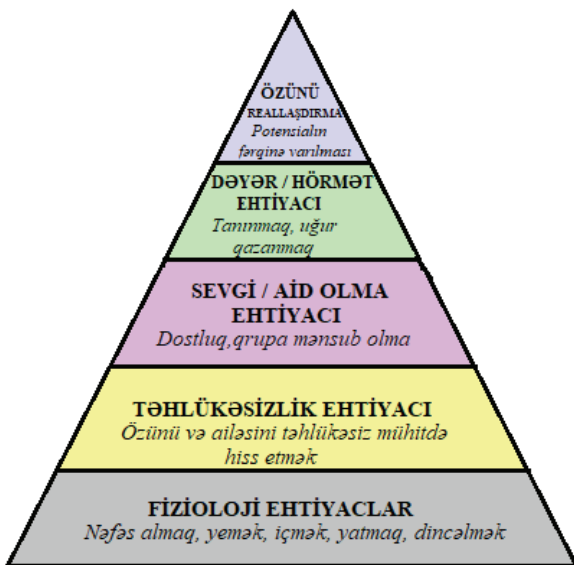 ÖZÜNÜ
REALLAŞDIRMA
Potensialın
fərqinə varılması
DƏYƏR / HÖRMƏT
EHTİYACI
Tanınmaq, uğur
qazanmaq
SEVGİ / AİD OLMA
EHTİYACI
Dostluq,qrupa mənsub olma
TƏHLÜKƏSİZLİK EHTİYACI
Özünü və ailəsini təhlükəsiz mühitdə
hiss etmək
FİZİOLOJİ EHTİYACLAR
Nəfəs almaq, yemək, içmək, yatmaq, dincəlmək